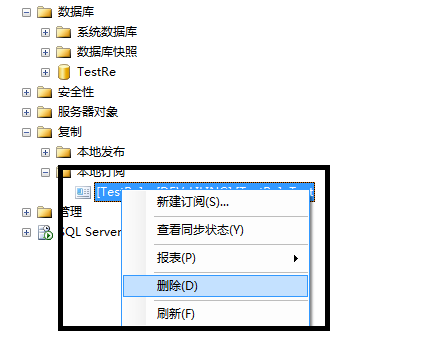 数据库
系统数据库
数据库快照
TestRe
安全性
服务器对象
复制
本地发布
本地订阅
新建订阅(S)...
管理
查看同步状态(Y)
SQL Server
报表(P)
删除(D)
刷新(F)